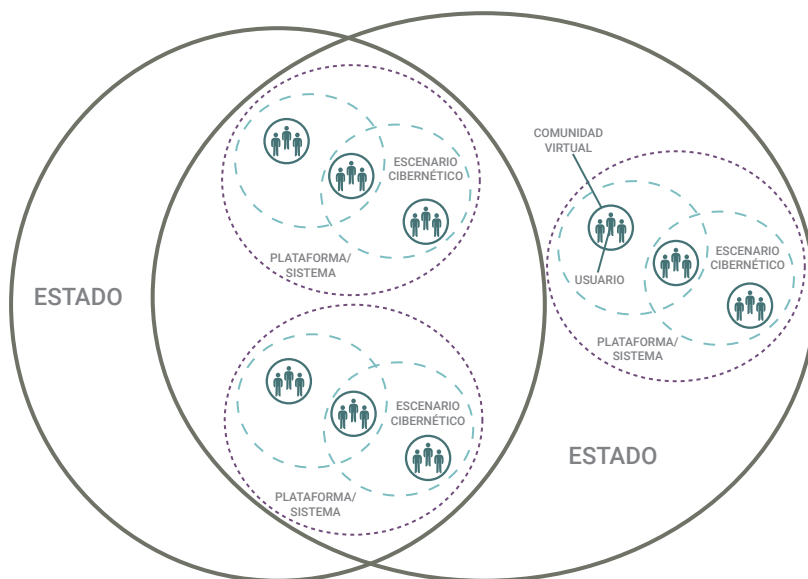 ESCENARIO
CIBERNÉTICO
PLATAFORMA/
SISTEMA
COMUNIDAD
VIRTUAL
ESCENARIO
CIBERNÉTICO
USUARIO
PLATAFORMA/
SISTEMA
ESTADO
ESCENARIO
CIBERNÉTICO
PLATAFORMA/
SISTEMA
ESTADO